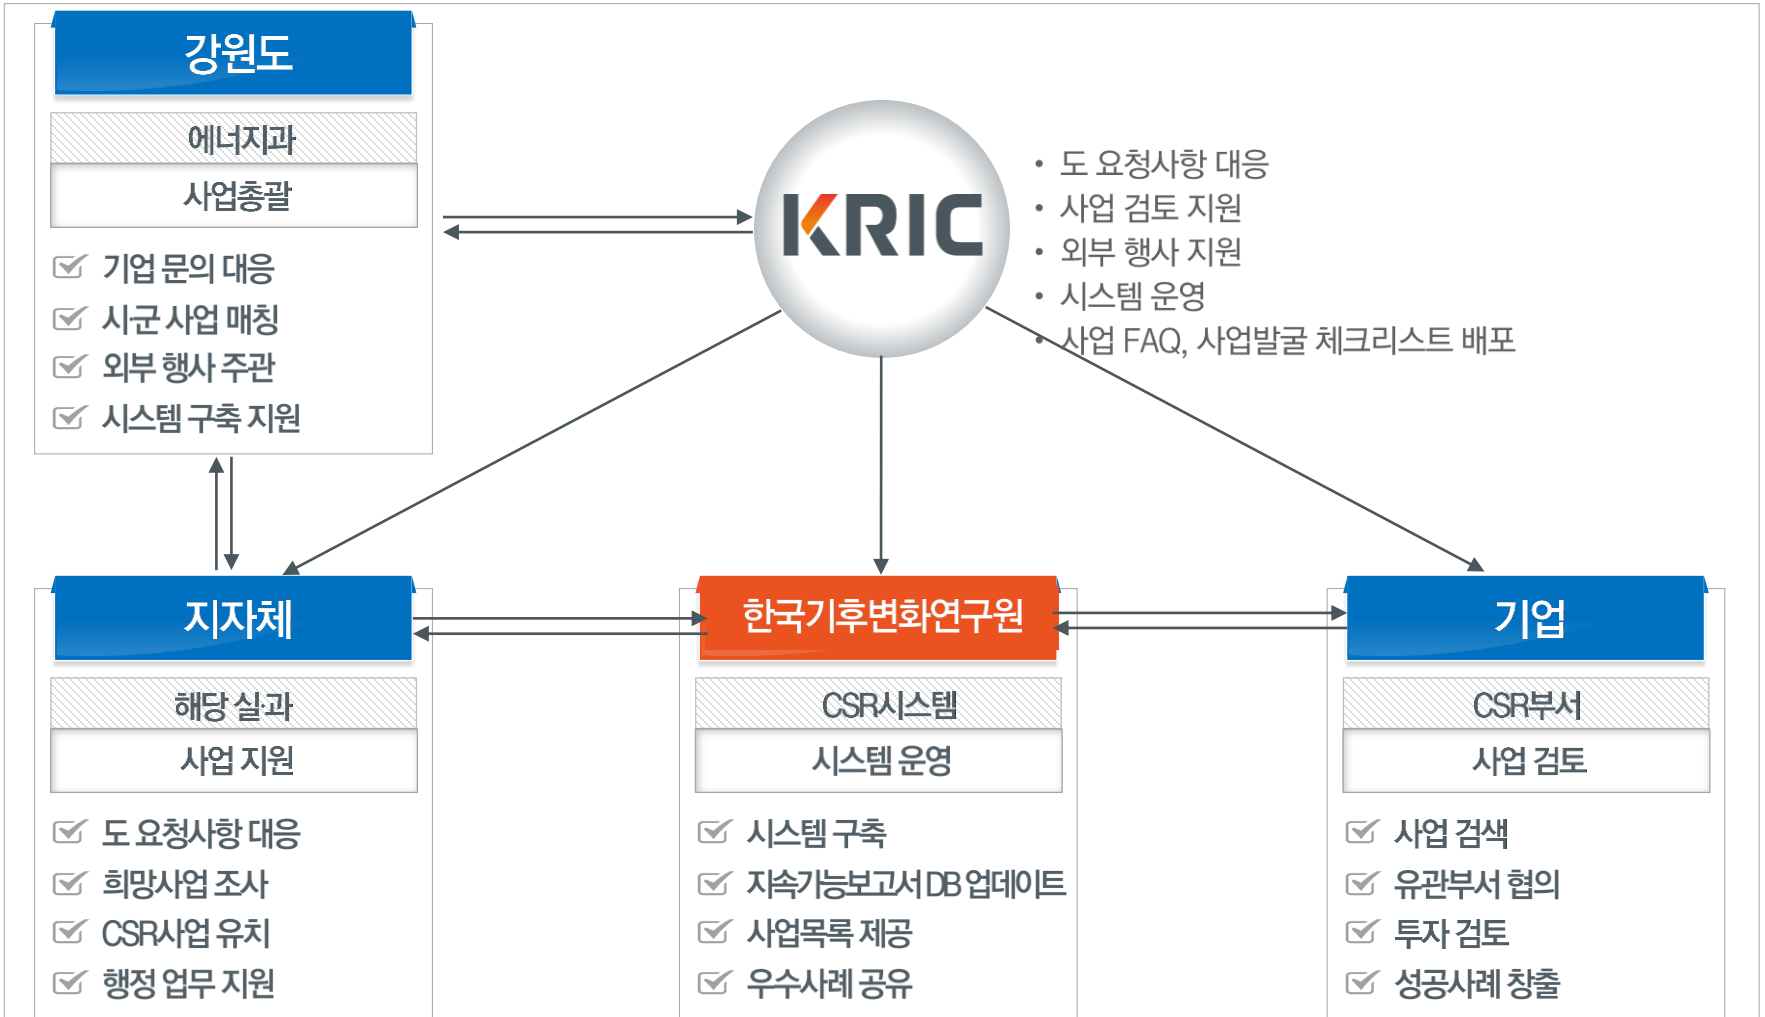 강원도
에너지과
사업총괄
기업 문의 대응
시·군 사업 매칭
외부 행사 주관
시스템 구축 지원
KRIC
• 도 요청사항 대응
• 사업 검토 지원
• 외부 행사 지원
• 시스템 운영
• 사업 FAQ, 사업발굴 체크리스트 배포
지자체
해당 실·과
사업 지원
도 요청사항 대응
희망사업 조사
CSR사업 유치
행정 업무 지원
한국기후변화연구원
CSR시스템
시스템 운영
시스템 구축
지속가능보고서 DB 업데이트
사업목록 제공
우수사례 공유
기업
CSR부서
사업 검토
사업 검색
유관부서 협의
투자 검토
성공사례 창출